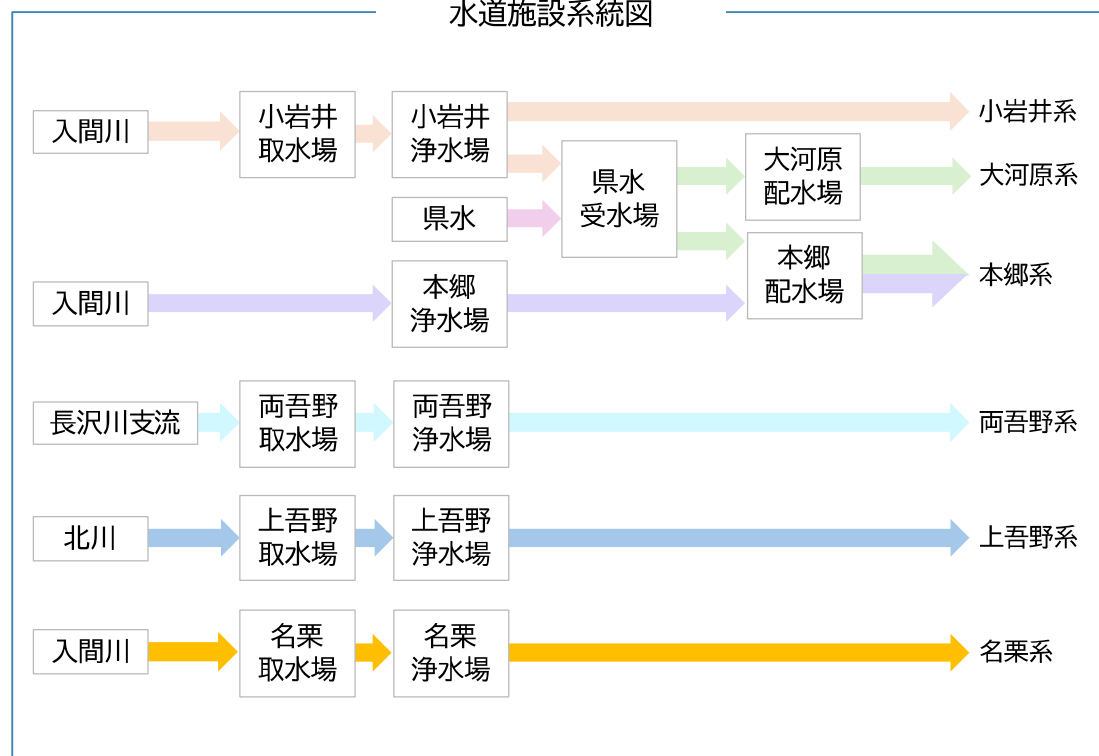 水道施設系統図
入間川
小岩井
取水場
小岩井
浄水場
小岩井系
県水
県水
受水場
大河原
配水場
大河原系
入間川
本郷
浄水場
本郷
配水場
本郷系
長沢川支流
両吾野
取水場
両吾野
浄水場
両吾野系
北川
上吾野
取水場
上吾野
浄水場
上吾野系
入間川
名栗
取水場
名栗
浄水場
名栗系